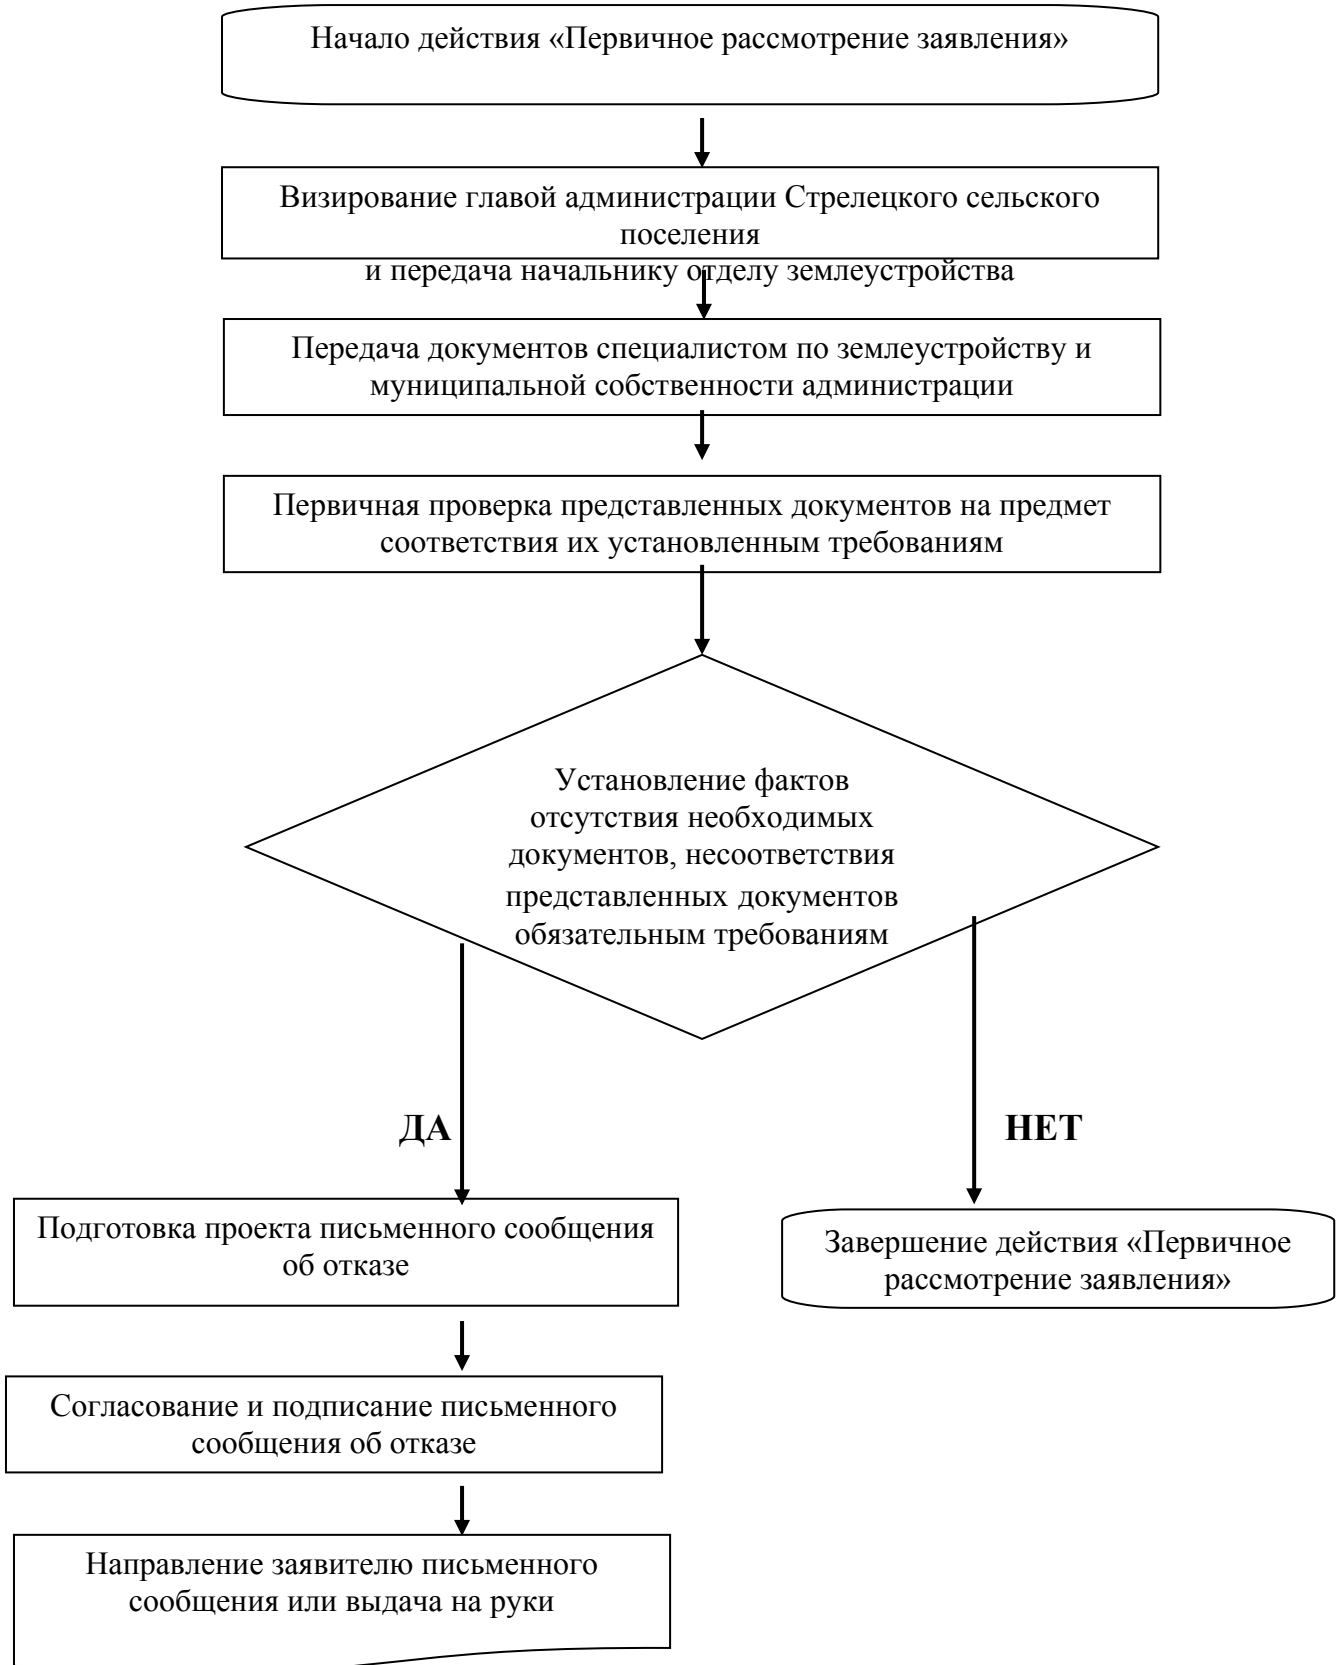 Начало действия «Первичное рассмотрение заявления»
Визирование главой администрации Стрелецкого сельского
поселения
и передача начальнику отделу землеустройства
Передача документов специалистом по землеустройству и
муниципальной собственности администрации
Первичная проверка представленных документов на предмет
соответствия их установленным требованиям
Установление фактов
отсутствия необходимых
документов, несоответствия
представленных документов
обязательным требованиям
ДА
НЕТ
Подготовка проекта письменного сообщения
об отказе
Завершение действия «Первичное
рассмотрение заявления»
Согласование и подписание письменного
сообщения об отказе
Направление заявителю письменного
сообщения или выдача на руки